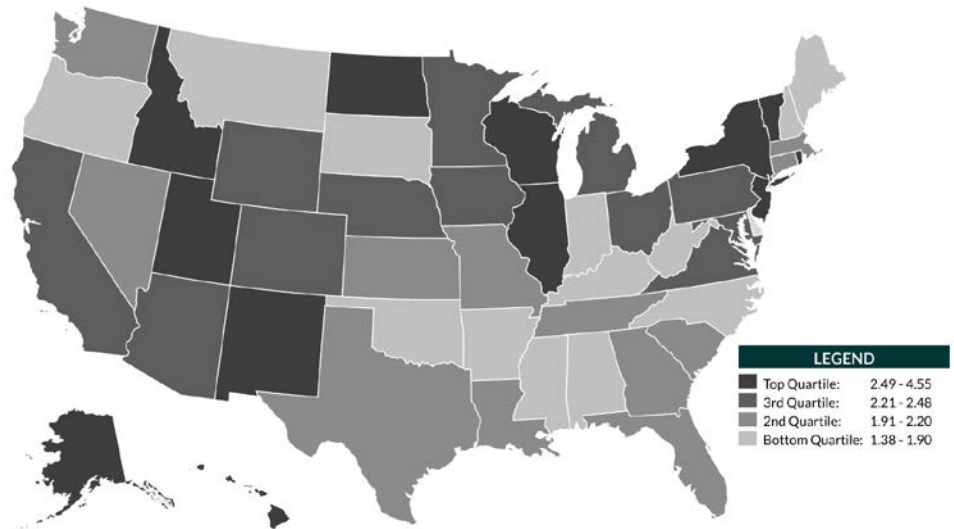 LEGEND
Top Quartile: 2.49 - 4.55
3rd Quartile: 2.21 - 2.48
2nd Quartile: 1.91 - 2.20
Bottom Quartile: 1.38 - 1.90